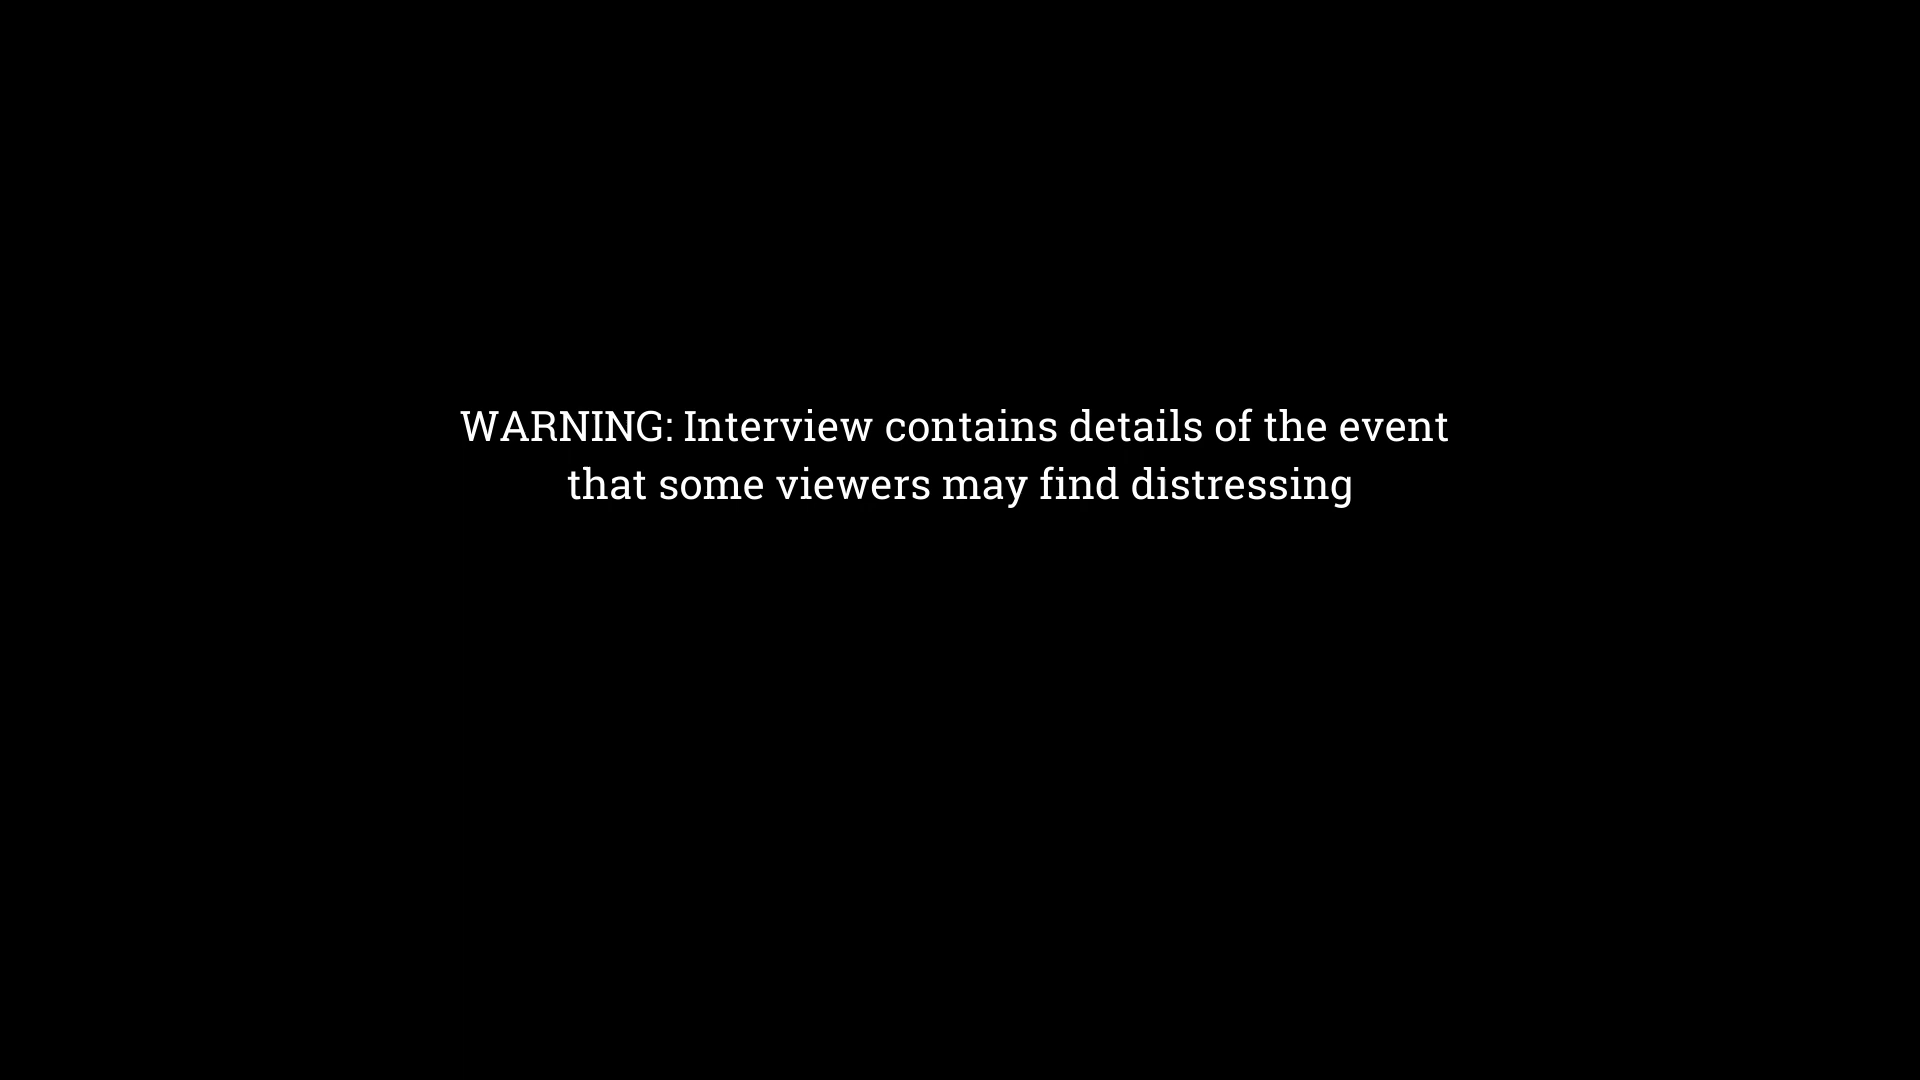 WARNING: Interview contains details of the event
that some viewers may find distressing